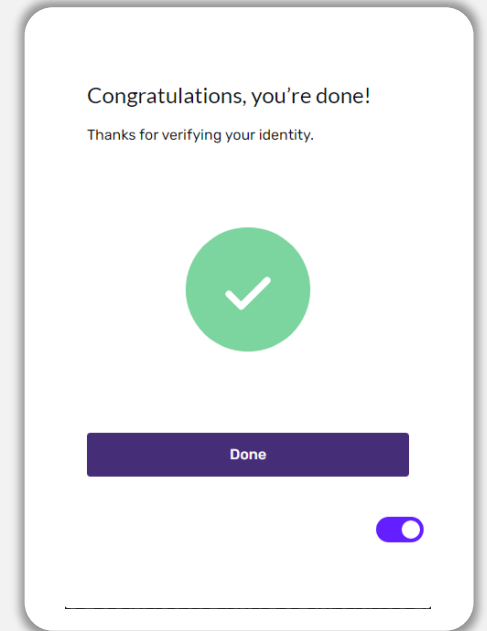 Congratulations, you’re done!
Thanks for verifying your identity.
Done